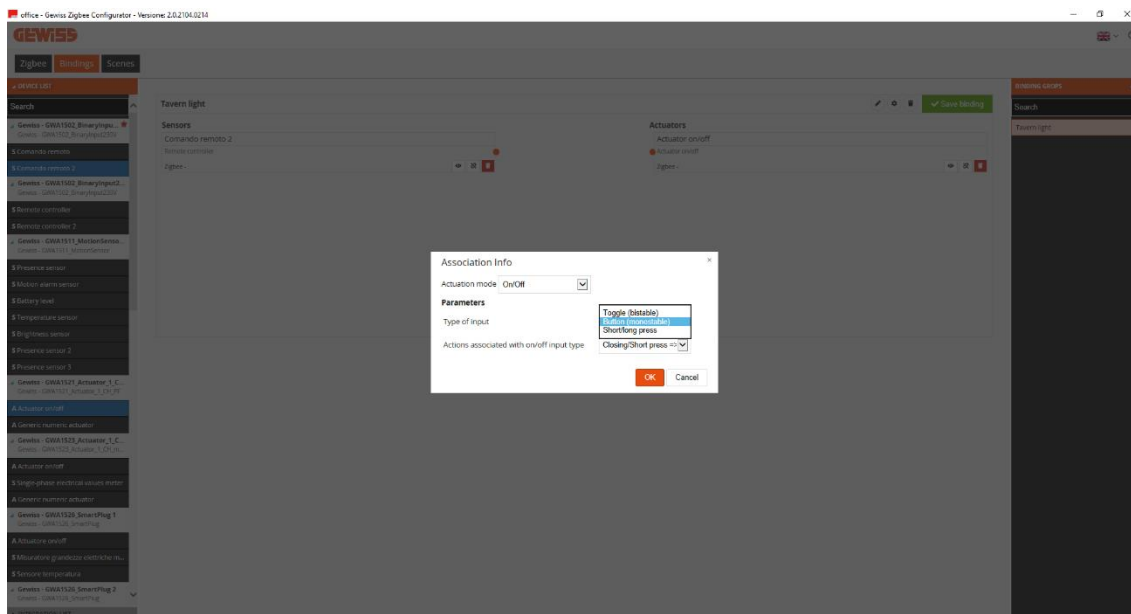 office - Gewiss Zigbee Configurator - Versione: 2.0.2104.0214
GEWISS
Zigbee Bindings Scenes
DEVICE LIST
Search
Gewiss - GWA1502_BinaryInpu...
Gewiss - GWA1502_BinaryInput230V
S Comando remoto
S Comando remoto 2
Gewiss - GWA1502_BinaryInput2...
Gewiss - GWA1502_BinaryInput230V
S Remote controller
S Remote controller 2
Gewiss - GWA1511_MotionSenso...
Gewiss - GWA1511_MotionSensor
S Presence sensor
S Motion alarm sensor
S Battery level
S Temperature sensor
S Brightness sensor
S Presence sensor 2
S Presence sensor 3
Gewiss - GWA1521_Actuator_1_C...
Gewiss - GWA1521_Actuator_1_CH_PF
A Actuator on/off
A Generic numeric actuator
Gewiss - GWA1523_Actuator_1_C...
Gewiss - GWA1523_Actuator_1_CH_m...
A Actuator on/off
S Single-phase electrical values meter
A Generic numeric actuator
Gewiss - GWA1526_SmartPlug 1
Gewiss - GWA1526_SmartPlug
A Attuatore on/off
S Misuratore grandezze elettriche m...
S Sensore temperatura
Gewiss - GWA1526_SmartPlug 2
Gewiss - GWA1526_SmartPlug
Tavern light
Save binding
Sensors
Comando remoto 2
Remote controller
Zigbee -
Actuators
Actuator on/off
Actuator on/off
Zigbee -
Association Info
Actuation mode On/Off
Parameters
Type of input
Toggle (bistable)
Button (monostable)
Short/long press
Actions associated with on/off input type Closing/Short press =>
OK Cancel
BINDING GROUPS
Search
Tavern light